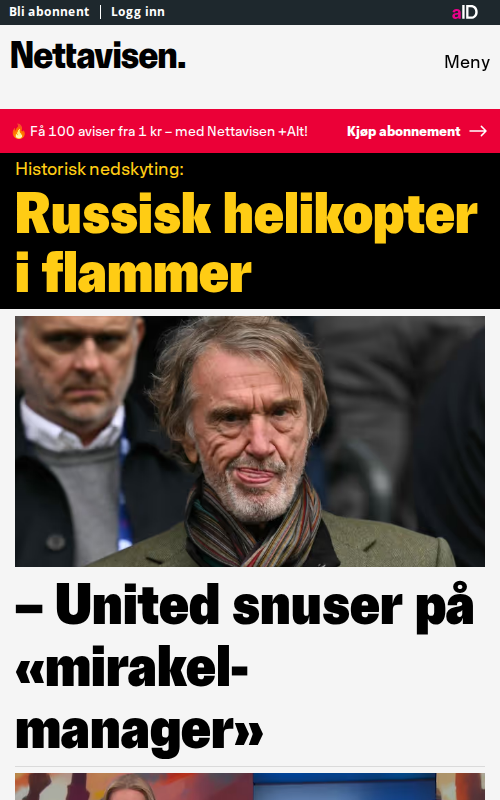 Bli abonnent | Logg inn
aID
Nettavisen.
Meny
🔥 Få 100 aviser fra 1 kr – med Nettavisen +Alt!
Kjøp abonnement →
Historisk nedskyting:
Russisk helikopter
i flammer
– United snuser på
«mirakel-
manager»